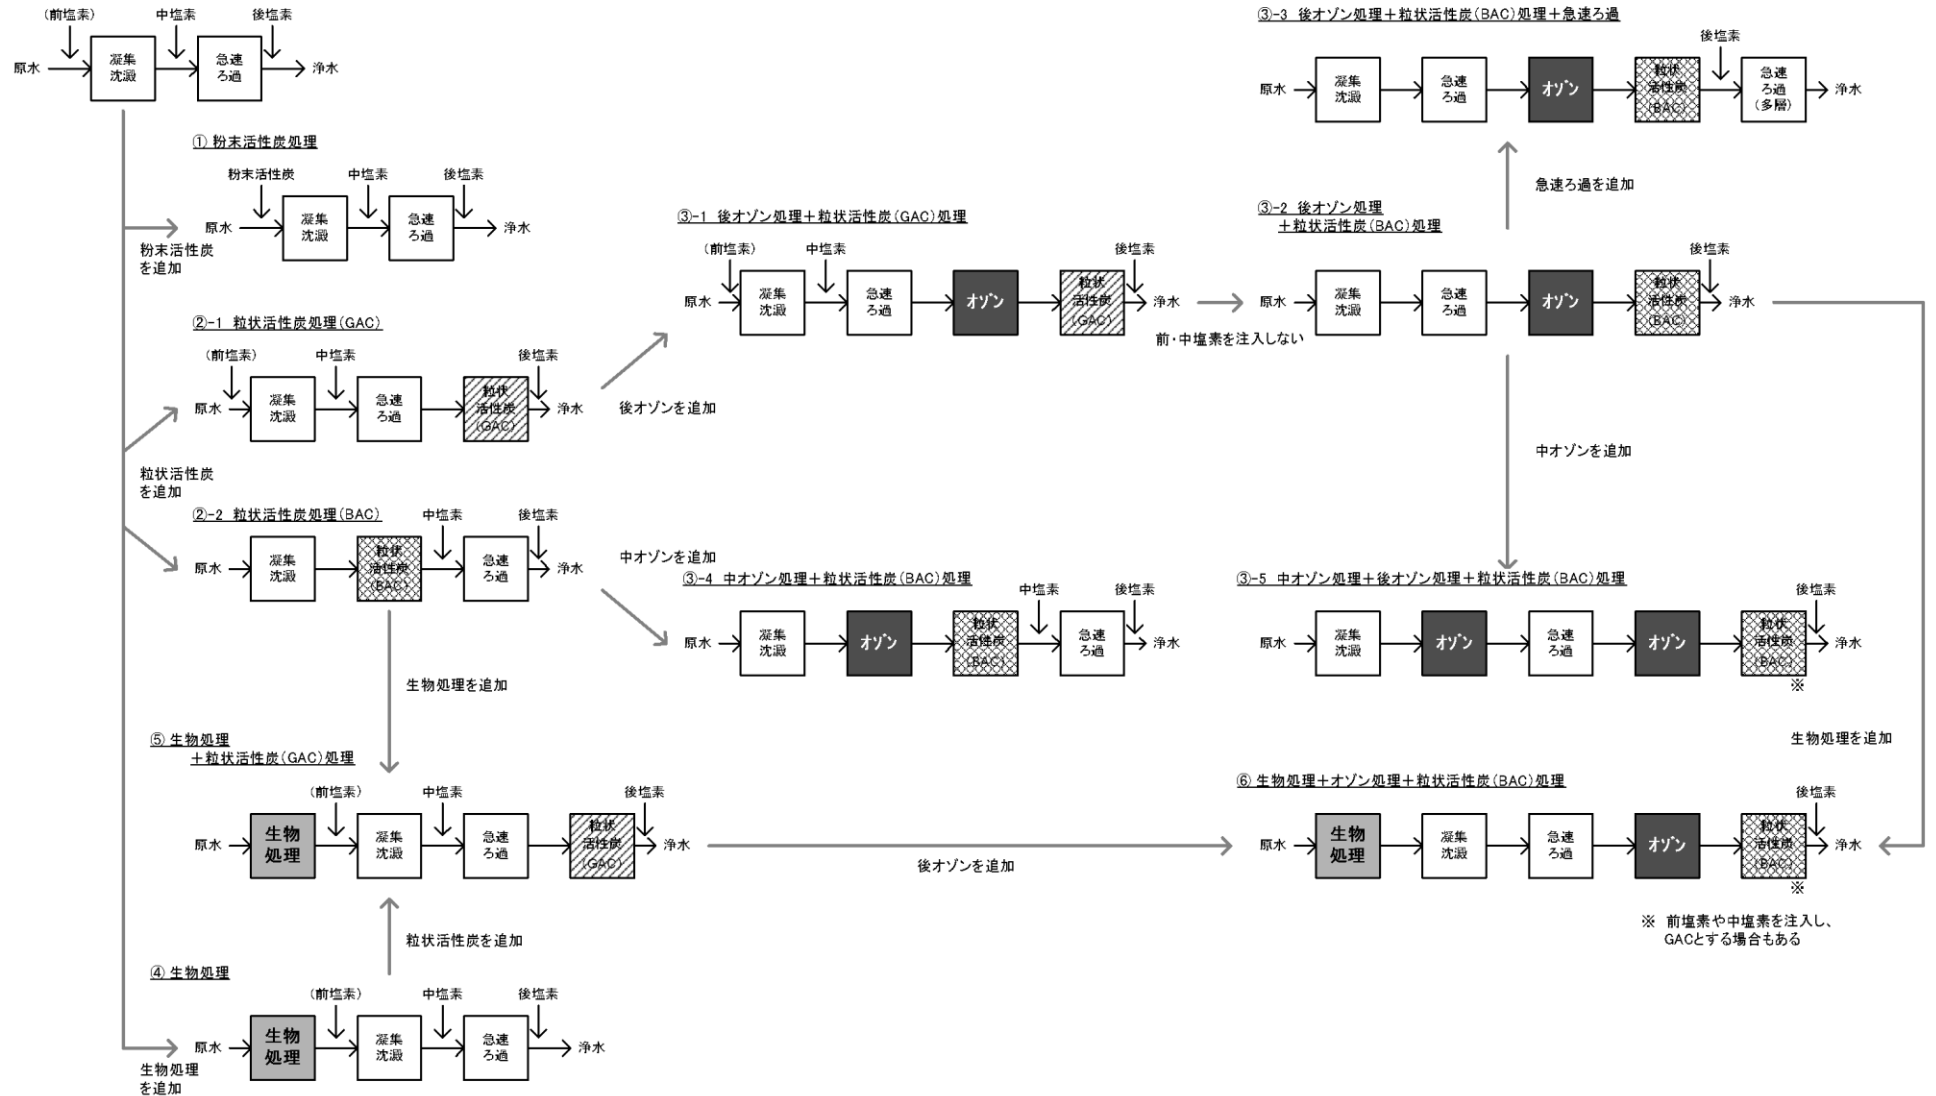 (前塩素)
中塩素
後塩素
原水
凝集
沈澱
急速
ろ過
浄水
① 粉末活性炭処理
粉末活性炭
中塩素
後塩素
原水
凝集
沈澱
急速
ろ過
浄水
粉末活性炭
を追加
②-1 粒状活性炭処理(GAC)
(前塩素)
中塩素
後塩素
原水
凝集
沈澱
急速
ろ過
粒状
活性炭
(GAC)
浄水
粒状活性炭
を追加
後オゾンを追加
②-2 粒状活性炭処理(BAC)
中塩素
後塩素
原水
凝集
沈澱
粒状
活性炭
(BAC)
急速
ろ過
浄水
中オゾンを追加
生物処理を追加
③-1 後オゾン処理+粒状活性炭(GAC)処理
(前塩素)
中塩素
後塩素
原水
凝集
沈澱
急速
ろ過
オゾン
粒状
活性炭
(GAC)
浄水
前・中塩素を注入しない
③-3 後オゾン処理+粒状活性炭(BAC)処理+急速ろ過
後塩素
原水
凝集
沈澱
急速
ろ過
オゾン
粒状
活性炭
(BAC)
急速
ろ過
(多層)
浄水
急速ろ過を追加
③-2 後オゾン処理
+粒状活性炭(BAC)処理
後塩素
原水
凝集
沈澱
急速
ろ過
オゾン
粒状
活性炭
(BAC)
浄水
中オゾンを追加
③-4 中オゾン処理+粒状活性炭(BAC)処理
中塩素
後塩素
原水
凝集
沈澱
オゾン
粒状
活性炭
(BAC)
急速
ろ過
浄水
③-5 中オゾン処理+後オゾン処理+粒状活性炭(BAC)処理
後塩素
原水
凝集
沈澱
オゾン
急速
ろ過
オゾン
粒状
活性炭
(BAC)
浄水
※
生物処理を追加
⑤ 生物処理
+粒状活性炭(GAC)処理
(前塩素)
中塩素
後塩素
原水
生物
処理
凝集
沈澱
急速
ろ過
粒状
活性炭
(GAC)
浄水
後オゾンを追加
粒状活性炭を追加
⑥ 生物処理+オゾン処理+粒状活性炭(BAC)処理
後塩素
原水
生物
処理
凝集
沈澱
急速
ろ過
オゾン
粒状
活性炭
(BAC)
浄水
※
※ 前塩素や中塩素を注入し、
GACとする場合もある
④ 生物処理
(前塩素)
中塩素
後塩素
原水
生物
処理
凝集
沈澱
急速
ろ過
浄水
生物処理
を追加